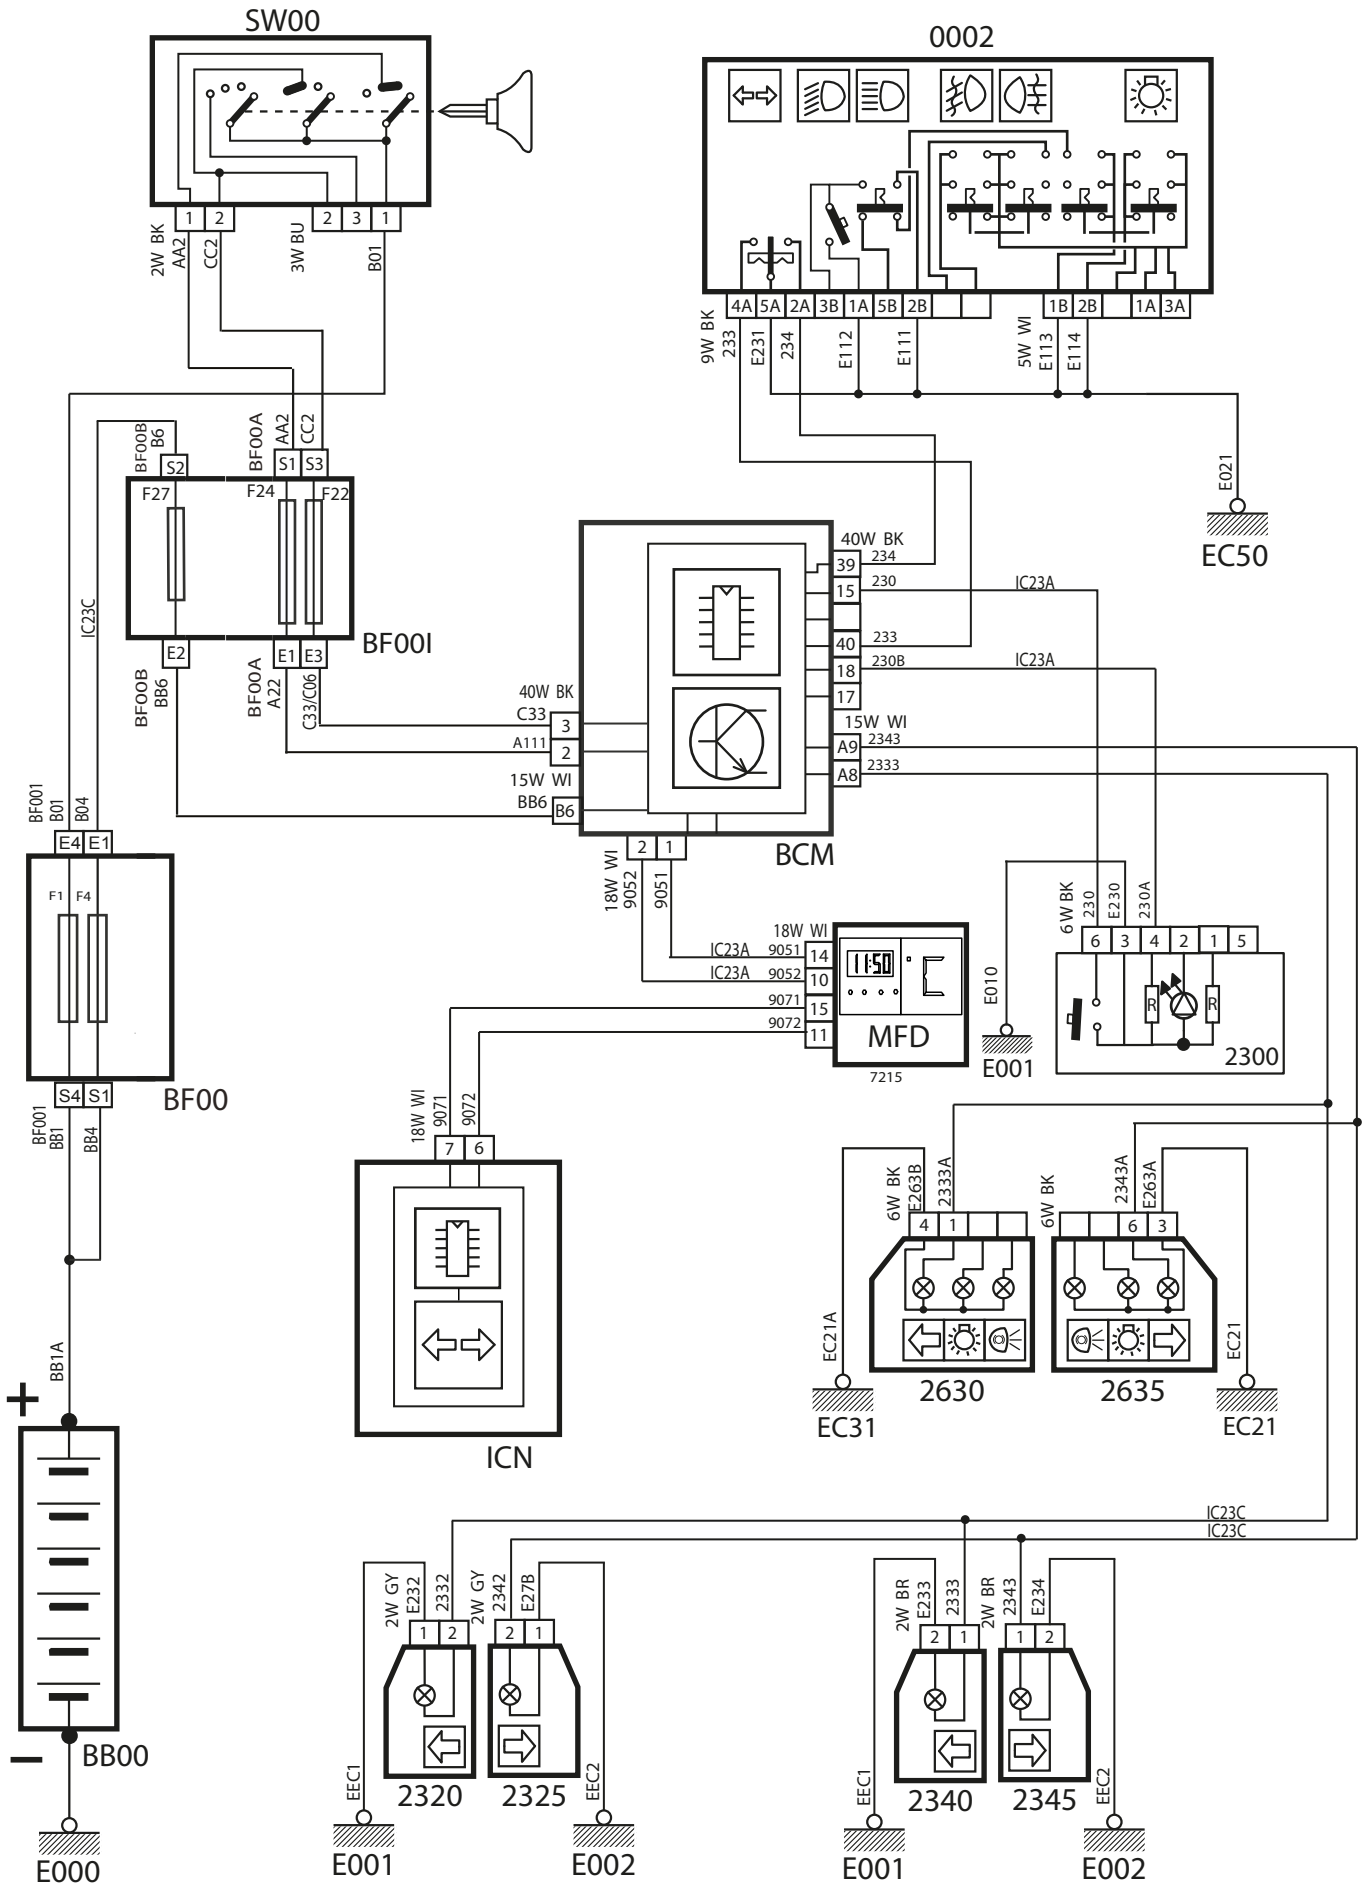 SW00
0002
1
2
2
3
1
2W BK
AA2
CC2
3W BU
B01
4A
5A
2A
3B
1A
5B
2B
1B
2B
1A
3A
9W BK
233
E231
234
E112
E111
5W WI
E113
E114
E021
EC50
BF00B
B6
BF00A
AA2
CC2
S2
S1
S3
F27
F24
F22
IC23C
E2
E1
E3
BF00I
BF00B
BB6
BF00A
A22
C33/C06
40W BK
C33
3
A111
2
15W WI
BB6
B6
40W BK
39
234
15
230
IC23A
40
233
18
230B
IC23A
17
15W WI
A9
2343
A8
2333
BCM
2
1
18W WI
9052
9051
BF001
B01
B04
E4
E1
F1
F4
S4
S1
BF00
BF001
BB1
BB4
18W WI
IC23A
9051
14
IC23A
9052
10
9071
15
9072
11
11:50
MFD
7215
E010
E001
6W BK
230
E230
230A
6
3
4
2
1
5
R
R
2300
18W WI
9071
9072
7
6
ICN
6W BK
E263B
2333A
4
1
6W BK
2343A
E263A
6
3
EC21A
EC31
2630
2635
EC21
EC21
BB1A
+
−
BB00
E000
IC23C
IC23C
2W GY
E232
2332
1
2
2W GY
2342
E27B
2
1
EEC1
E001
2320
2325
EEC2
E002
2W BR
E233
2333
2
1
2W BR
2343
E234
1
2
EEC1
E001
2340
2345
EEC2
E002